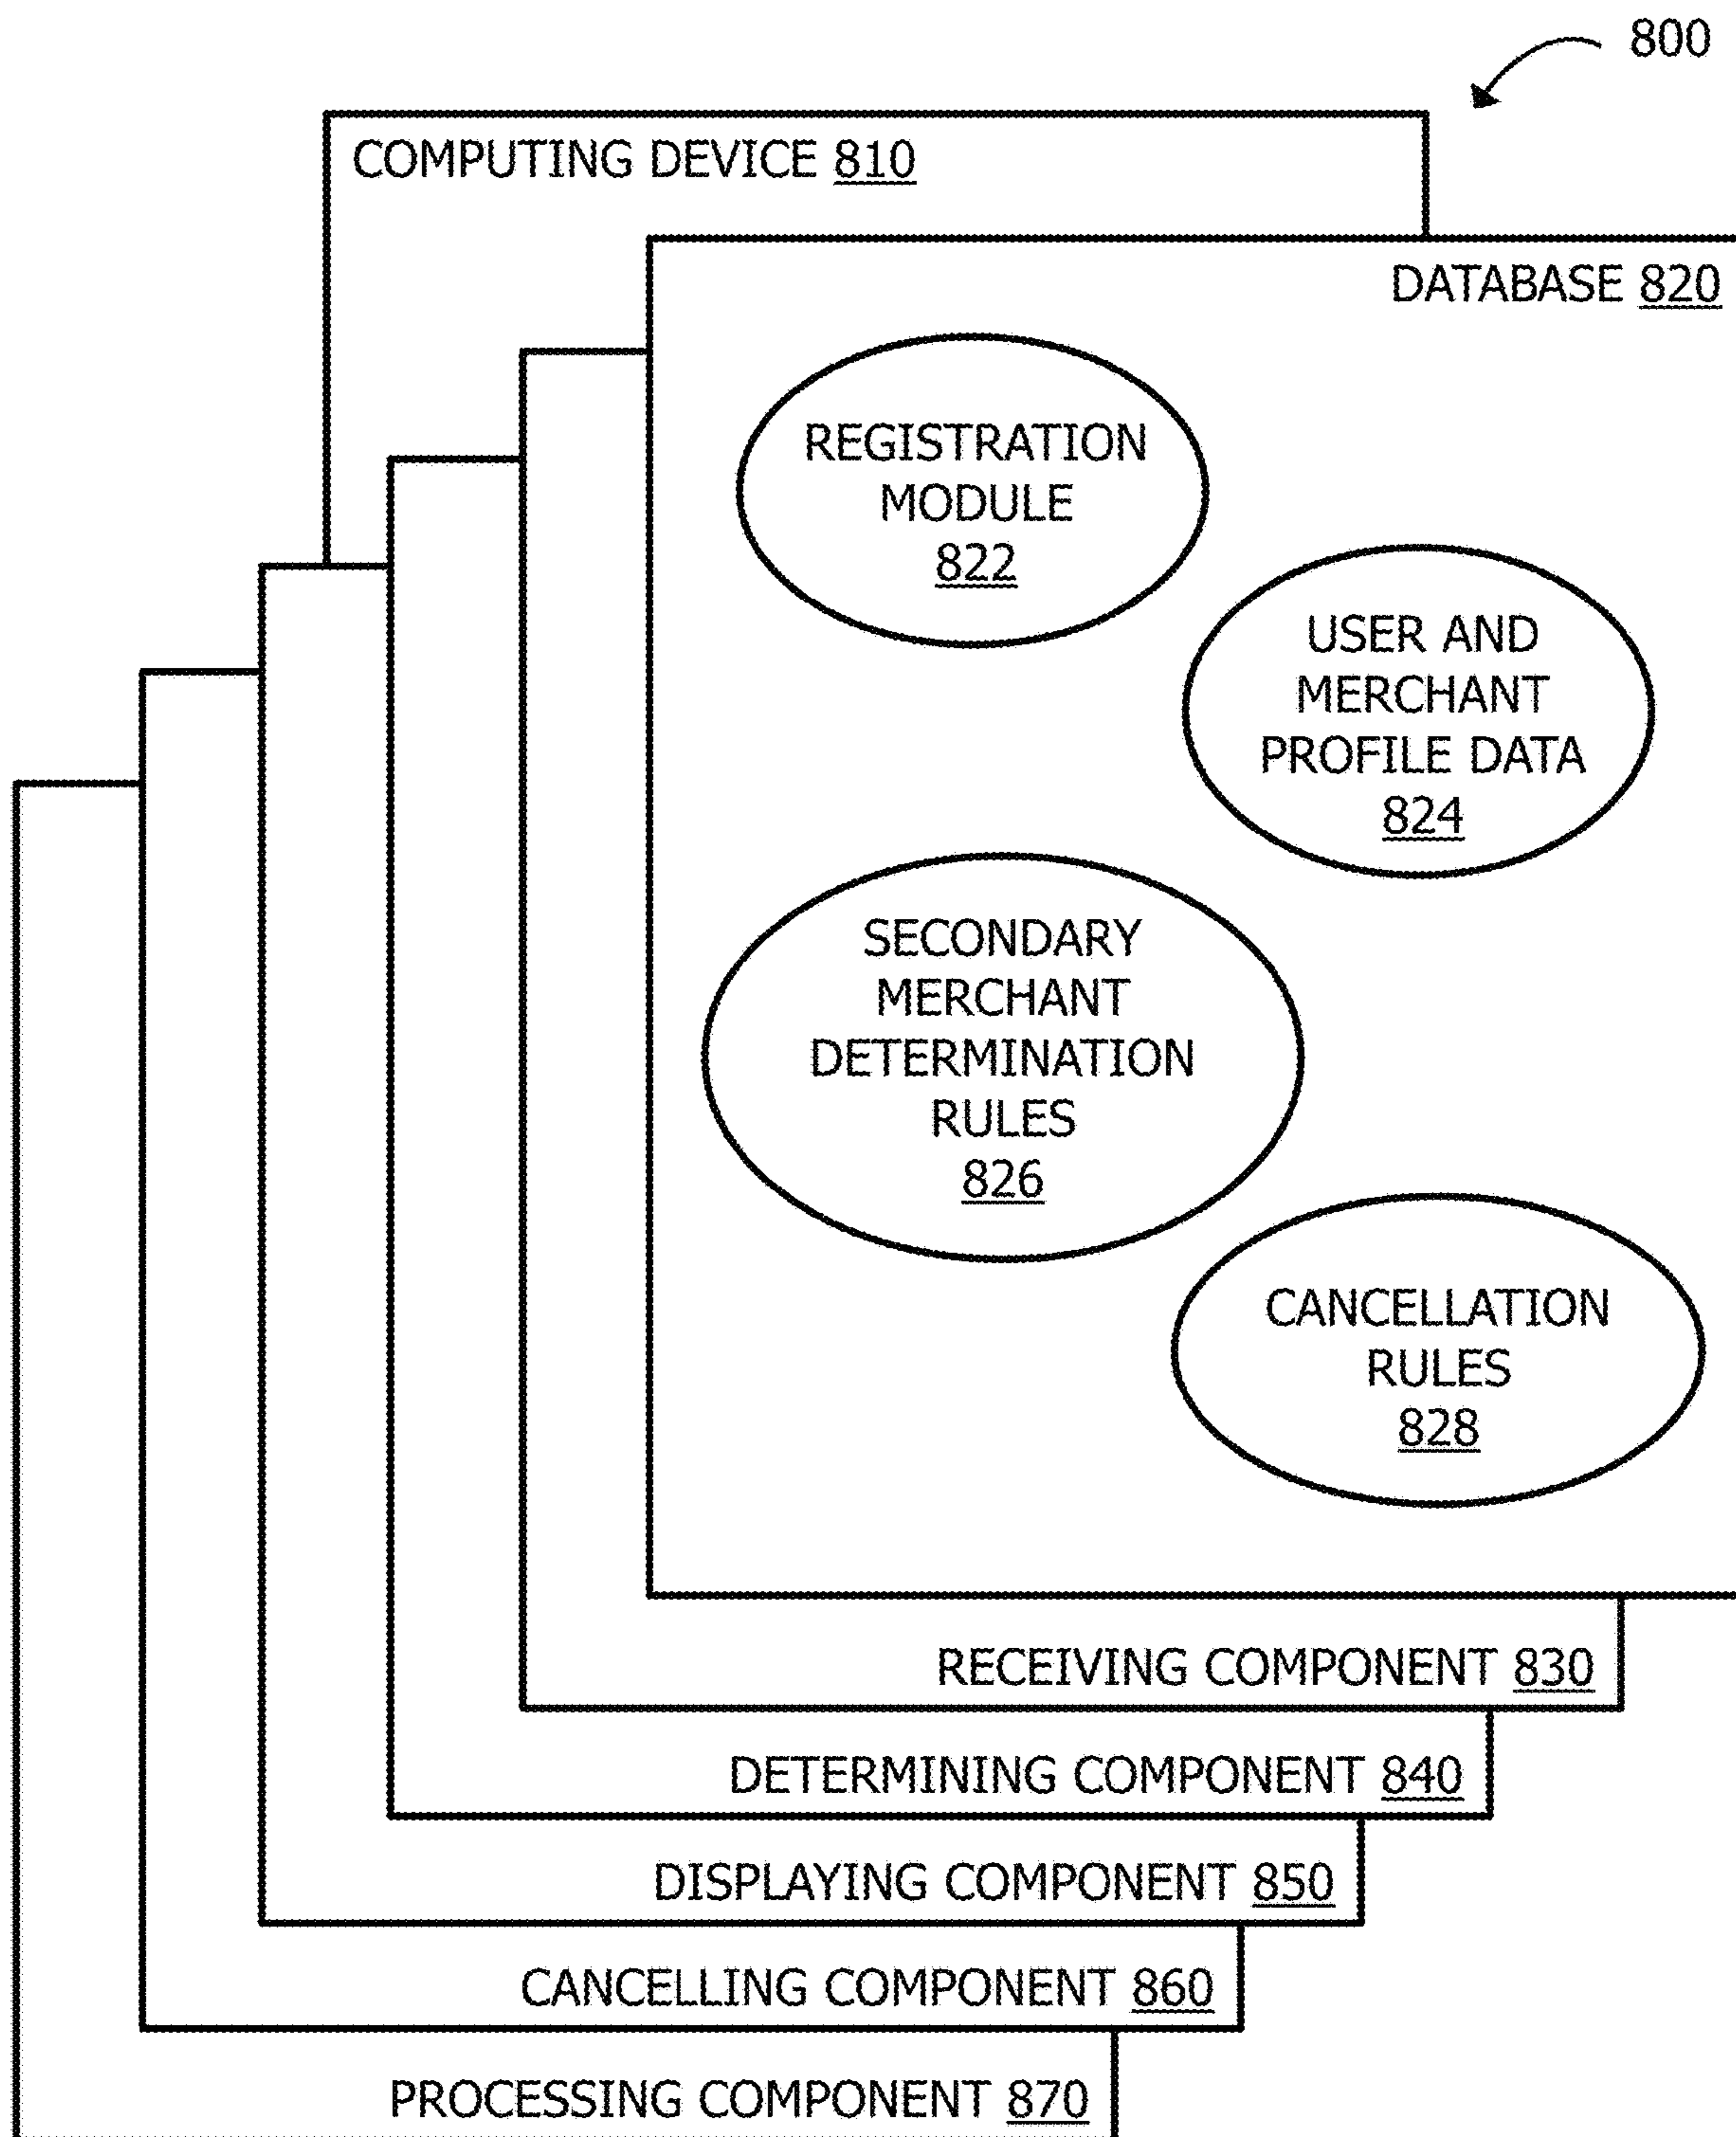 800
COMPUTING DEVICE 810
DATABASE 820
REGISTRATION
MODULE
822
USER AND
MERCHANT
PROFILE DATA
824
SECONDARY
MERCHANT
DETERMINATION
RULES
826
CANCELLATION
RULES
828
RECEIVING COMPONENT 830
DETERMINING COMPONENT 840
DISPLAYING COMPONENT 850
CANCELLING COMPONENT 860
PROCESSING COMPONENT 870